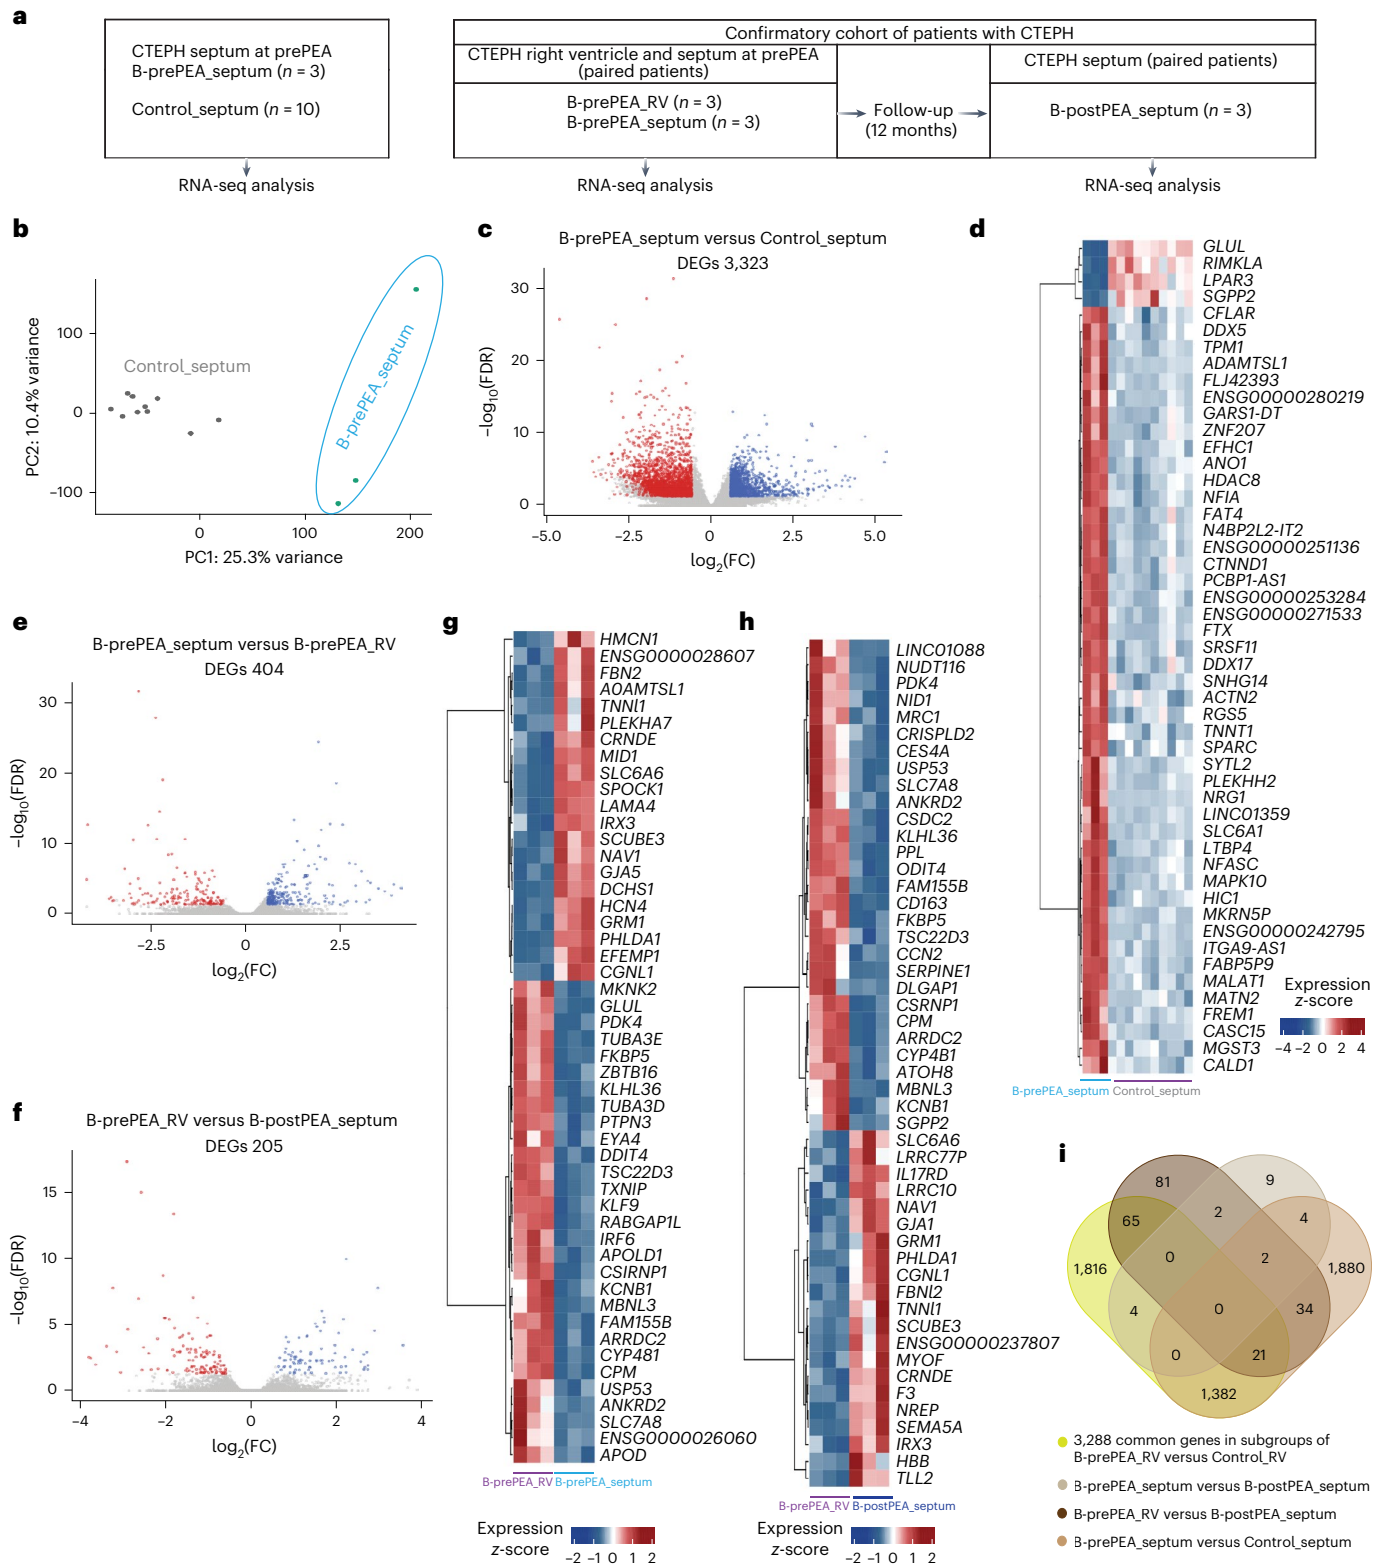 a
CTEPH septum at prePEA
B-prePEA_septum (n = 3)
Control_septum (n = 10)
RNA-seq analysis
Confirmatory cohort of patients with CTEPH
CTEPH right ventricle and septum at prePEA
(paired patients)
B-prePEA_RV (n = 3)
B-prePEA_septum (n = 3)
Follow-up
(12 months)
CTEPH septum (paired patients)
B-postPEA_septum (n = 3)
RNA-seq analysis
RNA-seq analysis
b
PC2: 10.4% variance
100
0
−100
Control_septum
B-prePEA_septum
0 100 200
PC1: 25.3% variance
c
B-prePEA_septum versus Control_septum
DEGs 3,323
−log10(FDR)
30
20
10
0
−5.0 −2.5 0 2.5 5.0
log2(FC)
d
GLUL
RIMKLA
LPAR3
SGPP2
CFLAR
DDX5
TPM1
ADAMTSL1
FLJ42393
ENSG00000280219
GARS1-DT
ZNF207
EFHC1
ANO1
HDAC8
NFIA
FAT4
N4BP2L2-IT2
ENSG00000251136
CTNND1
PCBP1-AS1
ENSG00000253284
ENSG00000271533
FTX
SRSF11
DDX17
SNHG14
ACTN2
RGS5
TNNT1
SPARC
SYTL2
PLEKHH2
NRG1
LINC01359
SLC6A1
LTBP4
NFASC
MAPK10
HIC1
MKRN5P
ENSG00000242795
ITGA9-AS1
FABP5P9
MALAT1
MATN2
FREM1
CASC15
MGST3
CALD1
B-prePEA_septum Control_septum
Expression
z-score
−4 −2 0 2 4
e
B-prePEA_septum versus B-prePEA_RV
DEGs 404
−log10(FDR)
30
20
10
0
−2.5 0 2.5
log2(FC)
f
B-prePEA_RV versus B-postPEA_septum
DEGs 205
−log10(FDR)
15
10
5
0
−4 −2 0 2 4
log2(FC)
g
HMCN1
ENSG0000028607
FBN2
AOAMTSL1
TNNI1
PLEKHA7
CRNDE
MID1
SLC6A6
SPOCK1
LAMA4
IRX3
SCUBE3
NAV1
GJA5
DCHS1
HCN4
GRM1
PHLDA1
EFEMP1
CGNL1
MKNK2
GLUL
PDK4
TUBA3E
FKBP5
ZBTB16
KLHL36
TUBA3D
PTPN3
EYA4
DDIT4
TSC22D3
TXNIP
KLF9
RABGAP1L
IRF6
APOLD1
CSIRNP1
KCNB1
MBNL3
FAM155B
ARRDC2
CYP481
CPM
USP53
ANKRD2
SLC7A8
ENSG0000026060
APOD
B-prePEA_RV B-prePEA_septum
Expression
z-score
−2 −1 0 1 2
h
LINC01088
NUDT116
PDK4
NID1
MRC1
CRISPLD2
CES4A
USP53
SLC7A8
ANKRD2
CSDC2
KLHL36
PPL
ODIT4
FAM155B
CD163
FKBP5
TSC22D3
CCN2
SERPINE1
DLGAP1
CSRNP1
CPM
ARRDC2
CYP4B1
ATOH8
MBNL3
KCNB1
SGPP2
SLC6A6
LRRC77P
IL17RD
LRRC10
NAV1
GJA1
GRM1
PHLDA1
CGNL1
FBNI2
TNNI1
SCUBE3
ENSG00000237807
MYOF
CRNDE
F3
NREP
SEMA5A
IRX3
HBB
TLL2
B-prePEA_RV B-postPEA_septum
Expression
z-score
−2 −1 0 1 2
i
81 9
65 2 4
1,816 0 2 1,880
4 0 34
0 21
1,382
3,288 common genes in subgroups of
B-prePEA_RV versus Control_RV
B-prePEA_septum versus B-postPEA_septum
B-prePEA_RV versus B-postPEA_septum
B-prePEA_septum versus Control_septum